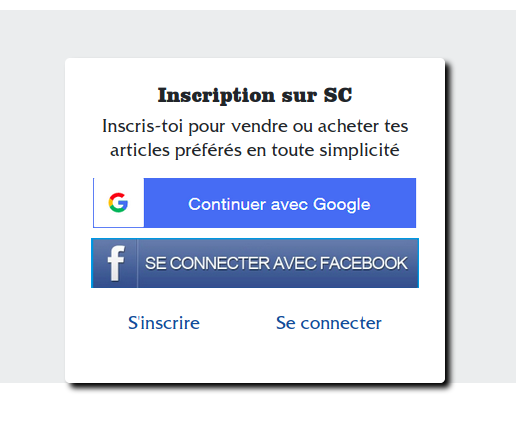 Inscription sur SC
Inscris-toi pour vendre ou acheter tes
articles préférés en toute simplicité
G Continuer avec Google
f SE CONNECTER AVEC FACEBOOK
S'inscrire Se connecter